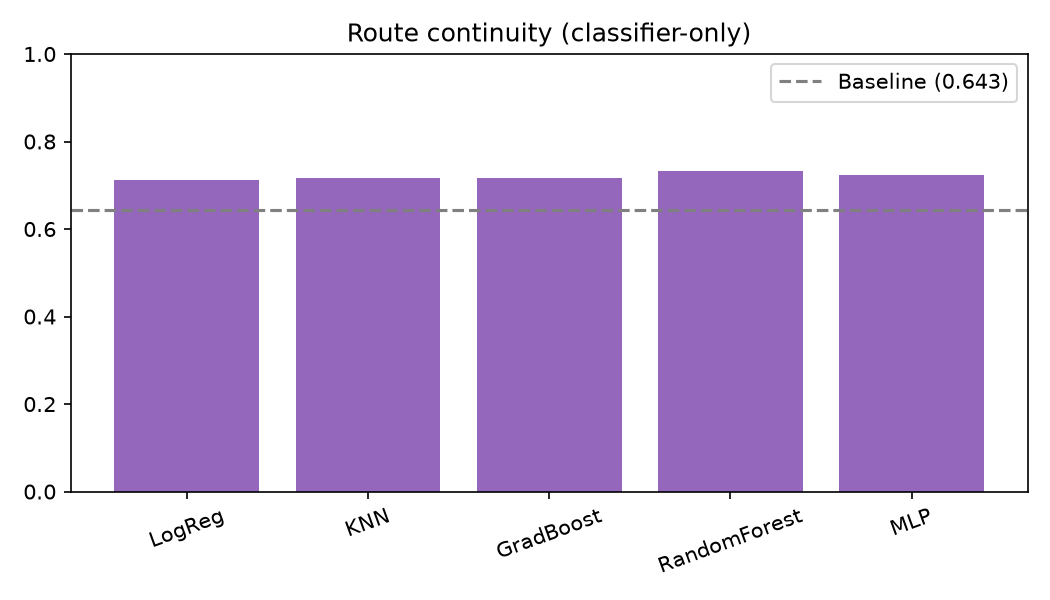 Route continuity (classifier-only)
Baseline (0.643)
1.0
0.8
0.6
0.4
0.2
0.0
LogReg
KNN
GradBoost
RandomForest
MLP